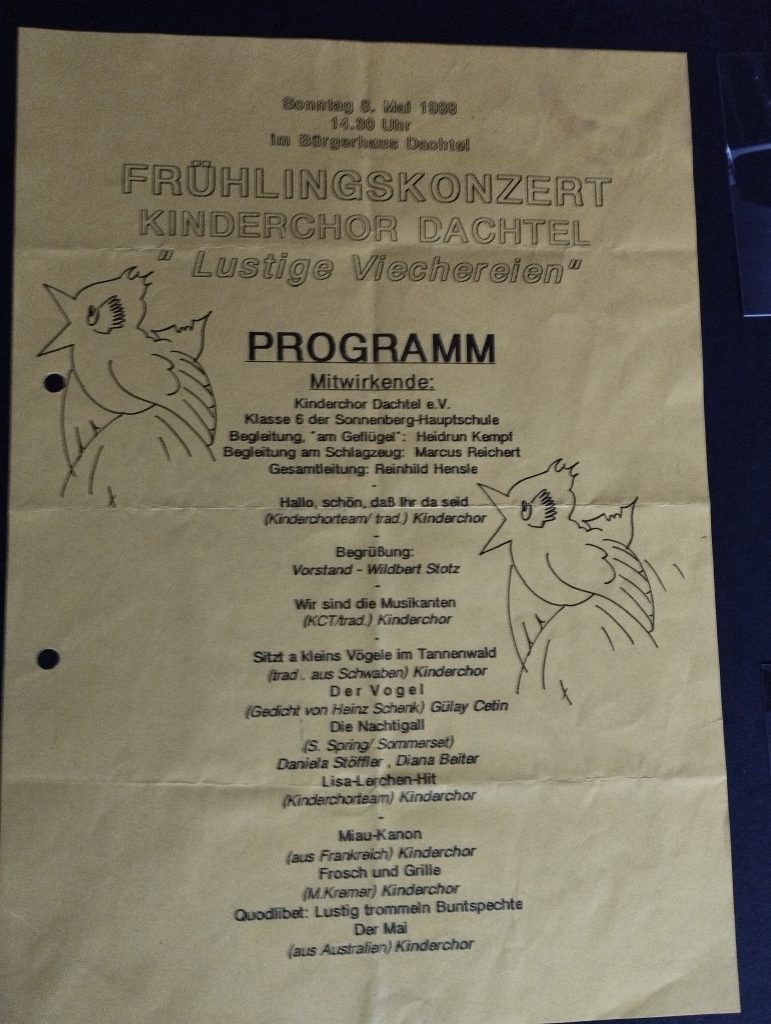 Sonntag 8. Mai 1988
14.30 Uhr
im Bürgerhaus Dachtel
FRÜHLINGSKONZERT
KINDERCHOR DACHTEL
" Lustige Viechereien"
PROGRAMM
Mitwirkende:
Kinderchor Dachtel e.V.
Klasse 6 der Sonnenberg-Hauptschule
Begleitung, "am Geflügel": Heidrun Kempf
Begleitung am Schlagzeug: Marcus Reichert
Gesamtleitung: Reinhild Hensle
-
Hallo, schön, daß Ihr da seid
(Kinderchorteam/ trad.) Kinderchor
-
Begrüßung:
Vorstand - Wildbert Stotz
-
Wir sind die Musikanten
(KCT/trad.) Kinderchor
-
Sitzt a kleins Vögele im Tannenwald
(trad . aus Schwaben) Kinderchor
Der Vogel
(Gedicht von Heinz Schenk) Gülay Cetin
Die Nachtigall
(S. Spring/ Sommerset)
Daniela Stöffler , Diana Beiter
Lisa-Lerchen-Hit
(Kinderchorteam) Kinderchor
-
Miau-Kanon
(aus Frankreich) Kinderchor
Frosch und Grille
(M.Kremer) Kinderchor
Quodlibet: Lustig trommeln Buntspechte
Der Mai
(aus Australien) Kinderchor